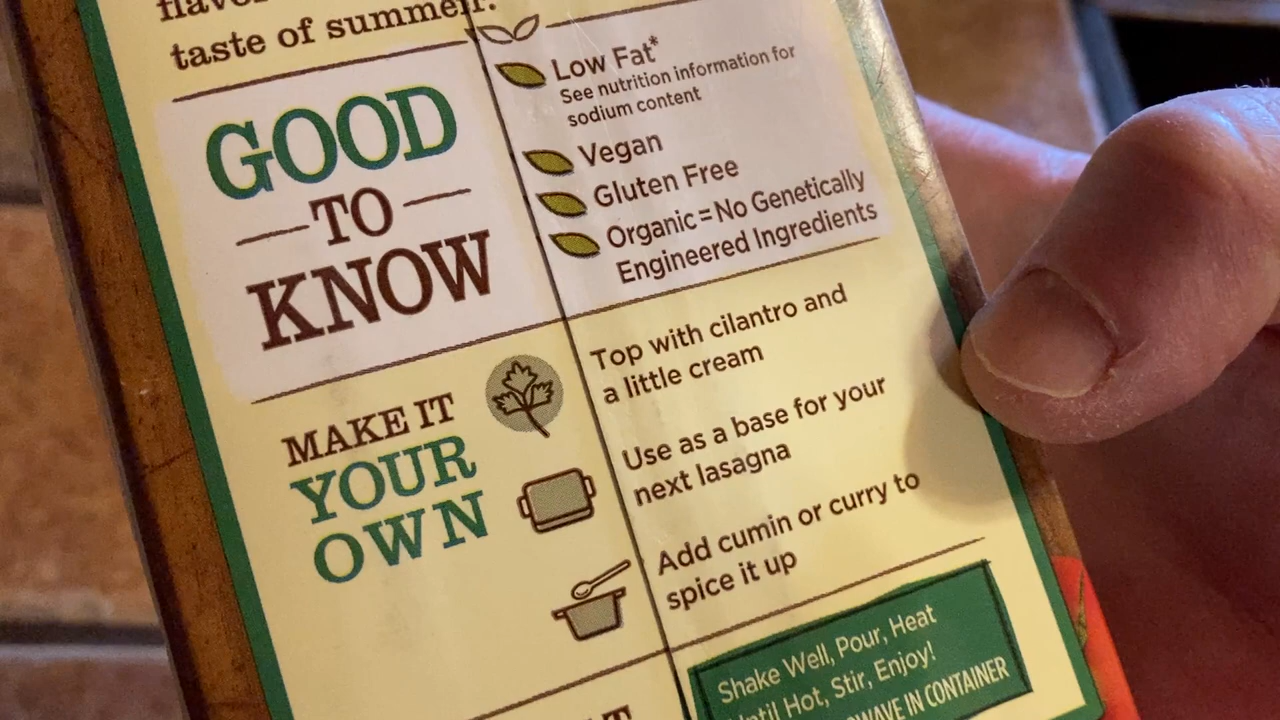 taste of summer.
GOOD
TO
KNOW
Low Fat*
See nutrition information for
sodium content
Vegan
Gluten Free
Organic = No Genetically
Engineered Ingredients
MAKE IT
YOUR
OWN
Top with cilantro and
a little cream
Use as a base for your
next lasagna
Add cumin or curry to
spice it up
Shake Well, Pour, Heat
Until Hot, Stir, Enjoy!
IN CONTAINER